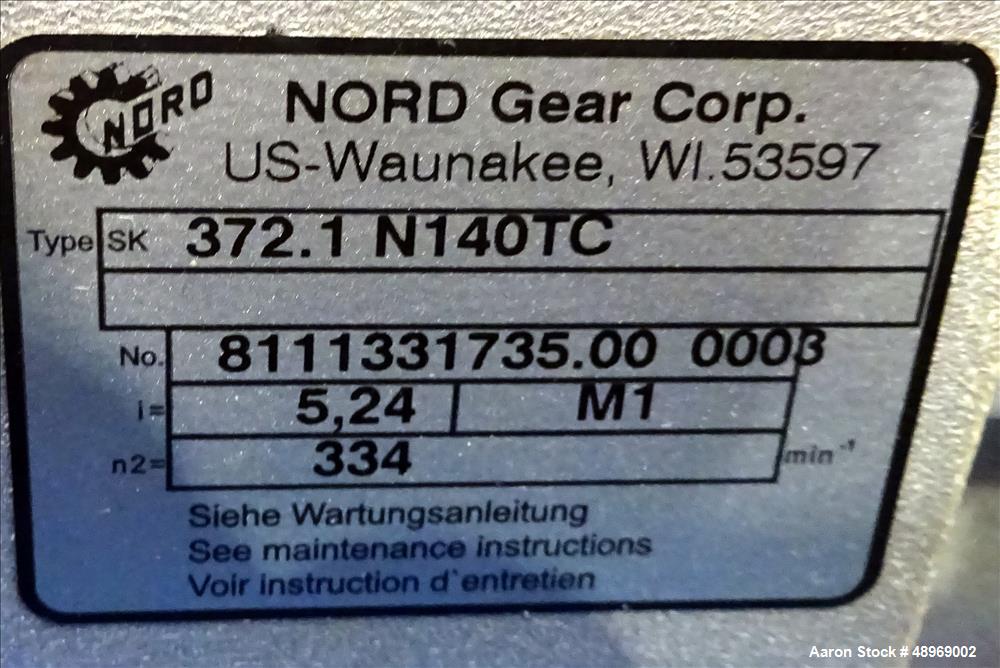 NORD
NORD Gear Corp.
US-Waunakee, WI.53597
Type SK 372.1 N140TC
No. 8111331735.00 0003
i= 5,24 M1
n2= 334 min⁻¹
Siehe Wartungsanleitung
See maintenance instructions
Voir instruction d'entretien
Aaron Stock # 48969002